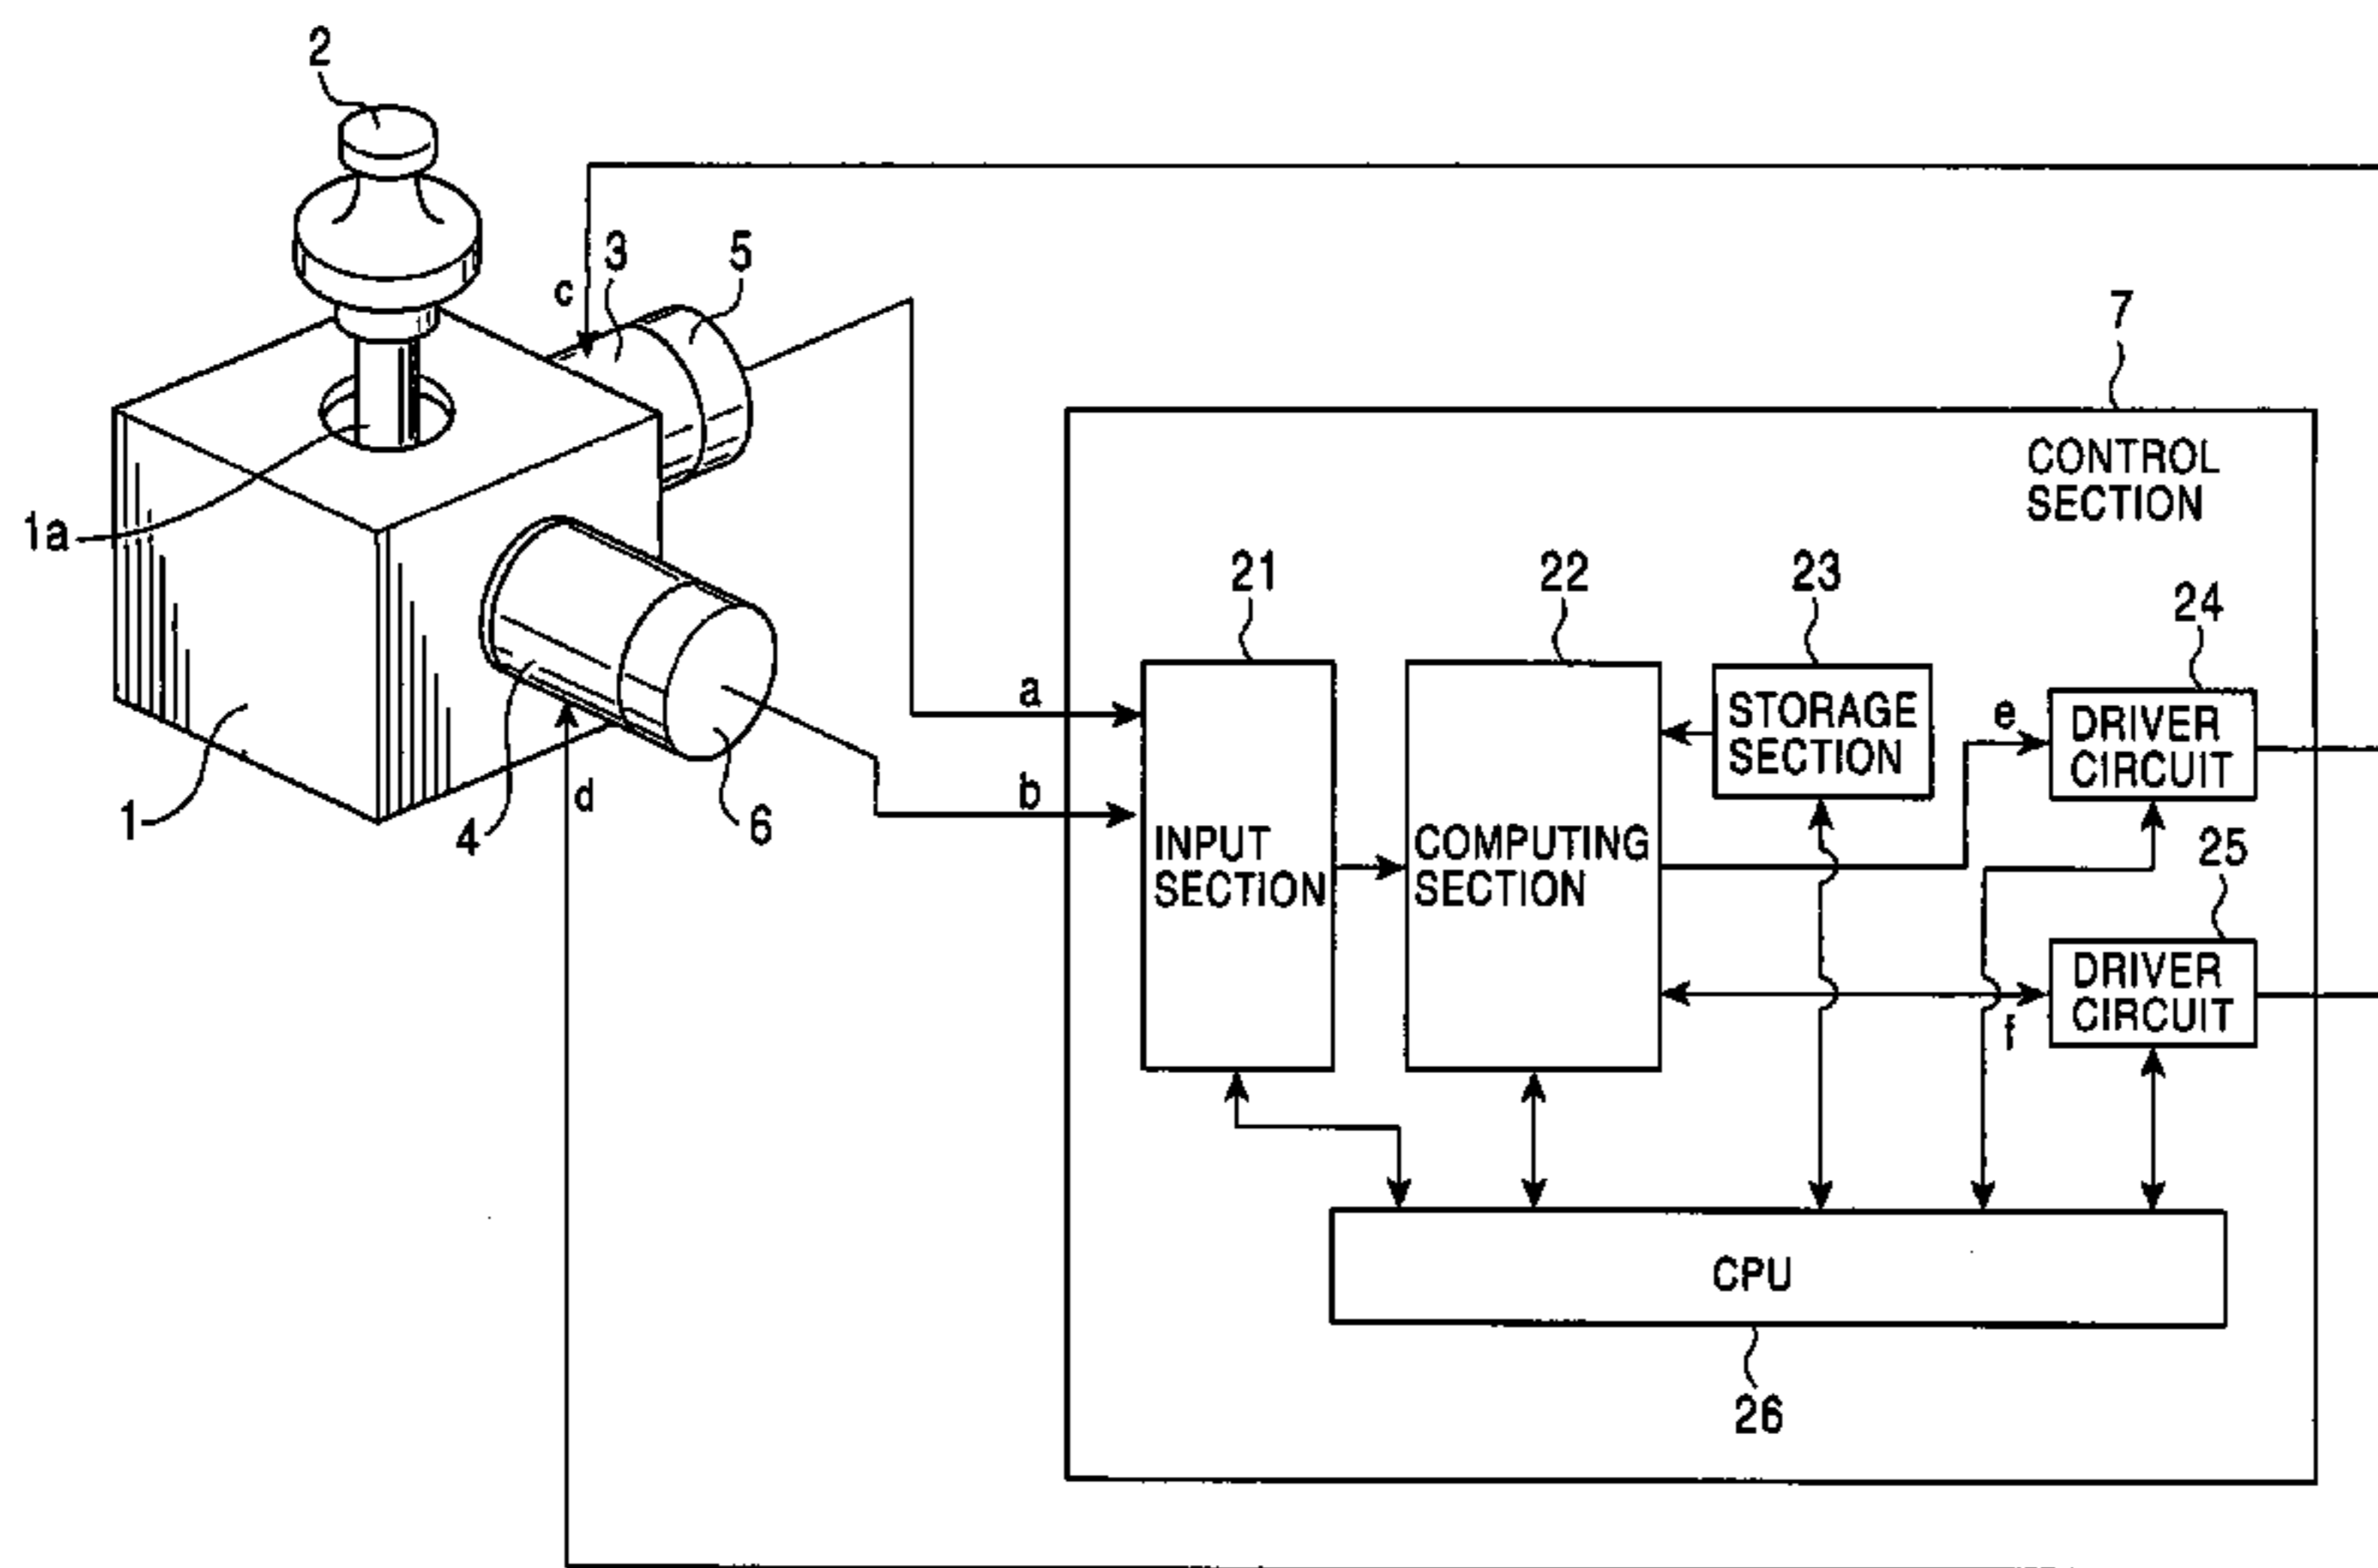 2
3
5
c
7
CONTROL
SECTION
1a
21
22
23
24
a
STORAGE
SECTION
e
DRIVER
CIRCUIT
1
4
d
6
b
INPUT
SECTION
COMPUTING
SECTION
25
DRIVER
CIRCUIT
f
CPU
26